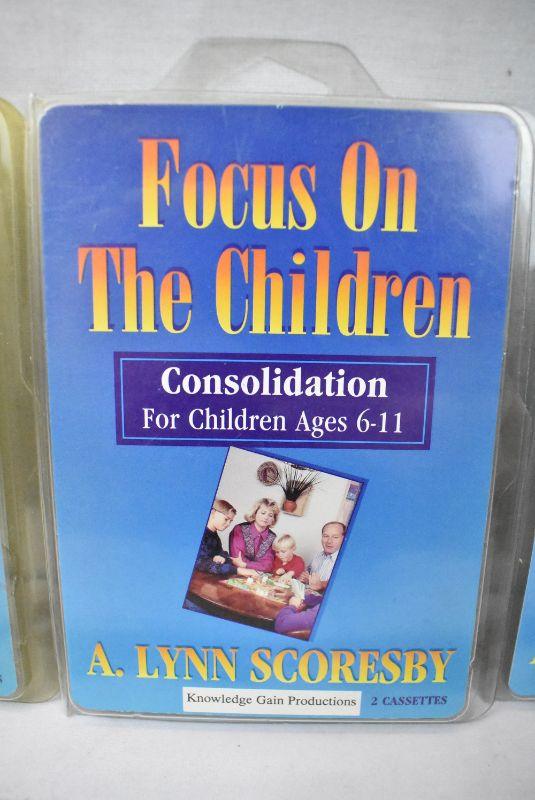 Focus On
The Children
Consolidation
For Children Ages 6-11
A. LYNN SCORESBY
Knowledge Gain Productions
2 CASSETTES